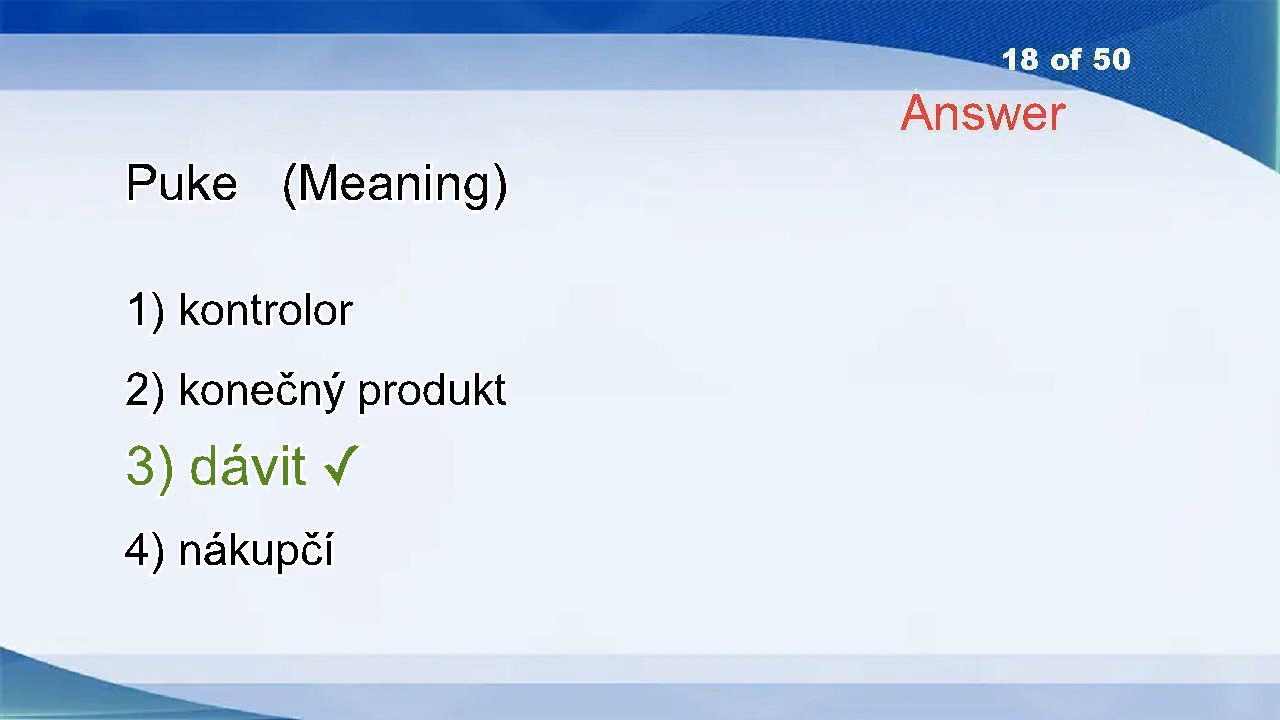 18 of 50
Answer
Puke (Meaning)
1) kontrolor
2) konečný produkt
3) dávit ✓
4) nákupčí